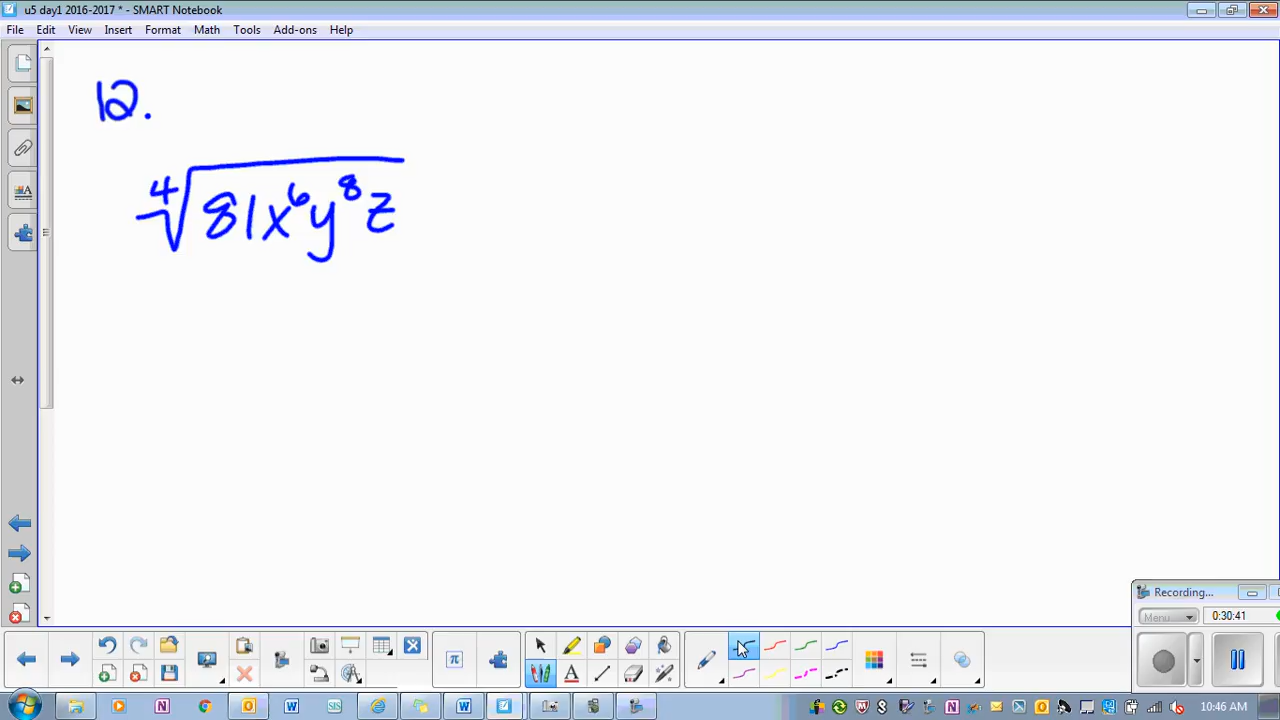 u5 day1 2016-2017 * - SMART Notebook
File Edit View Insert Format Math Tools Add-ons Help
12.
∜81x⁶y⁸z
Recording...
Menu
0:30:41
10:46 AM